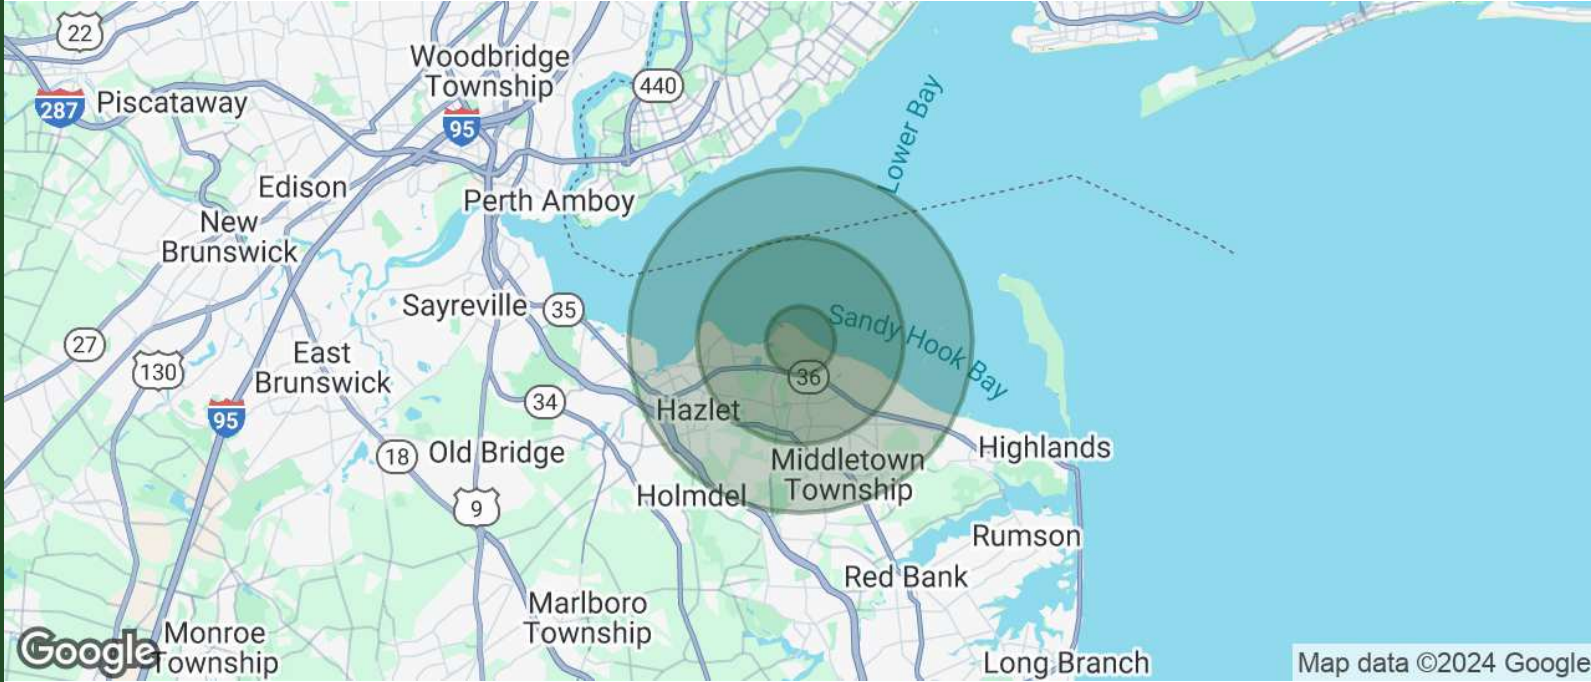 22
Woodbridge
Township
440
287
Piscataway
95
Lower Bay
Edison
Perth Amboy
New
Brunswick
Sayreville
35
Sandy Hook Bay
27
130
East
Brunswick
36
95
34
Hazlet
18
Old Bridge
Highlands
Middletown
Township
9
Holmdel
Rumson
Red Bank
Marlboro
Township
Google
Monroe
Township
Long Branch
Map data ©2024 Google